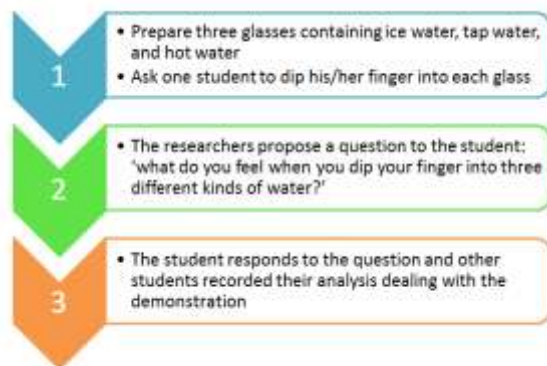 1
• Prepare three glasses containing ice water, tap water,
and hot water
• Ask one student to dip his/her finger into each glass
2
• The researchers propose a question to the student;
‘what do you feel when you dip your finger into three
different kinds of water?’
3
• The student responds to the question and other
students recorded their analysis dealing with the
demonstration